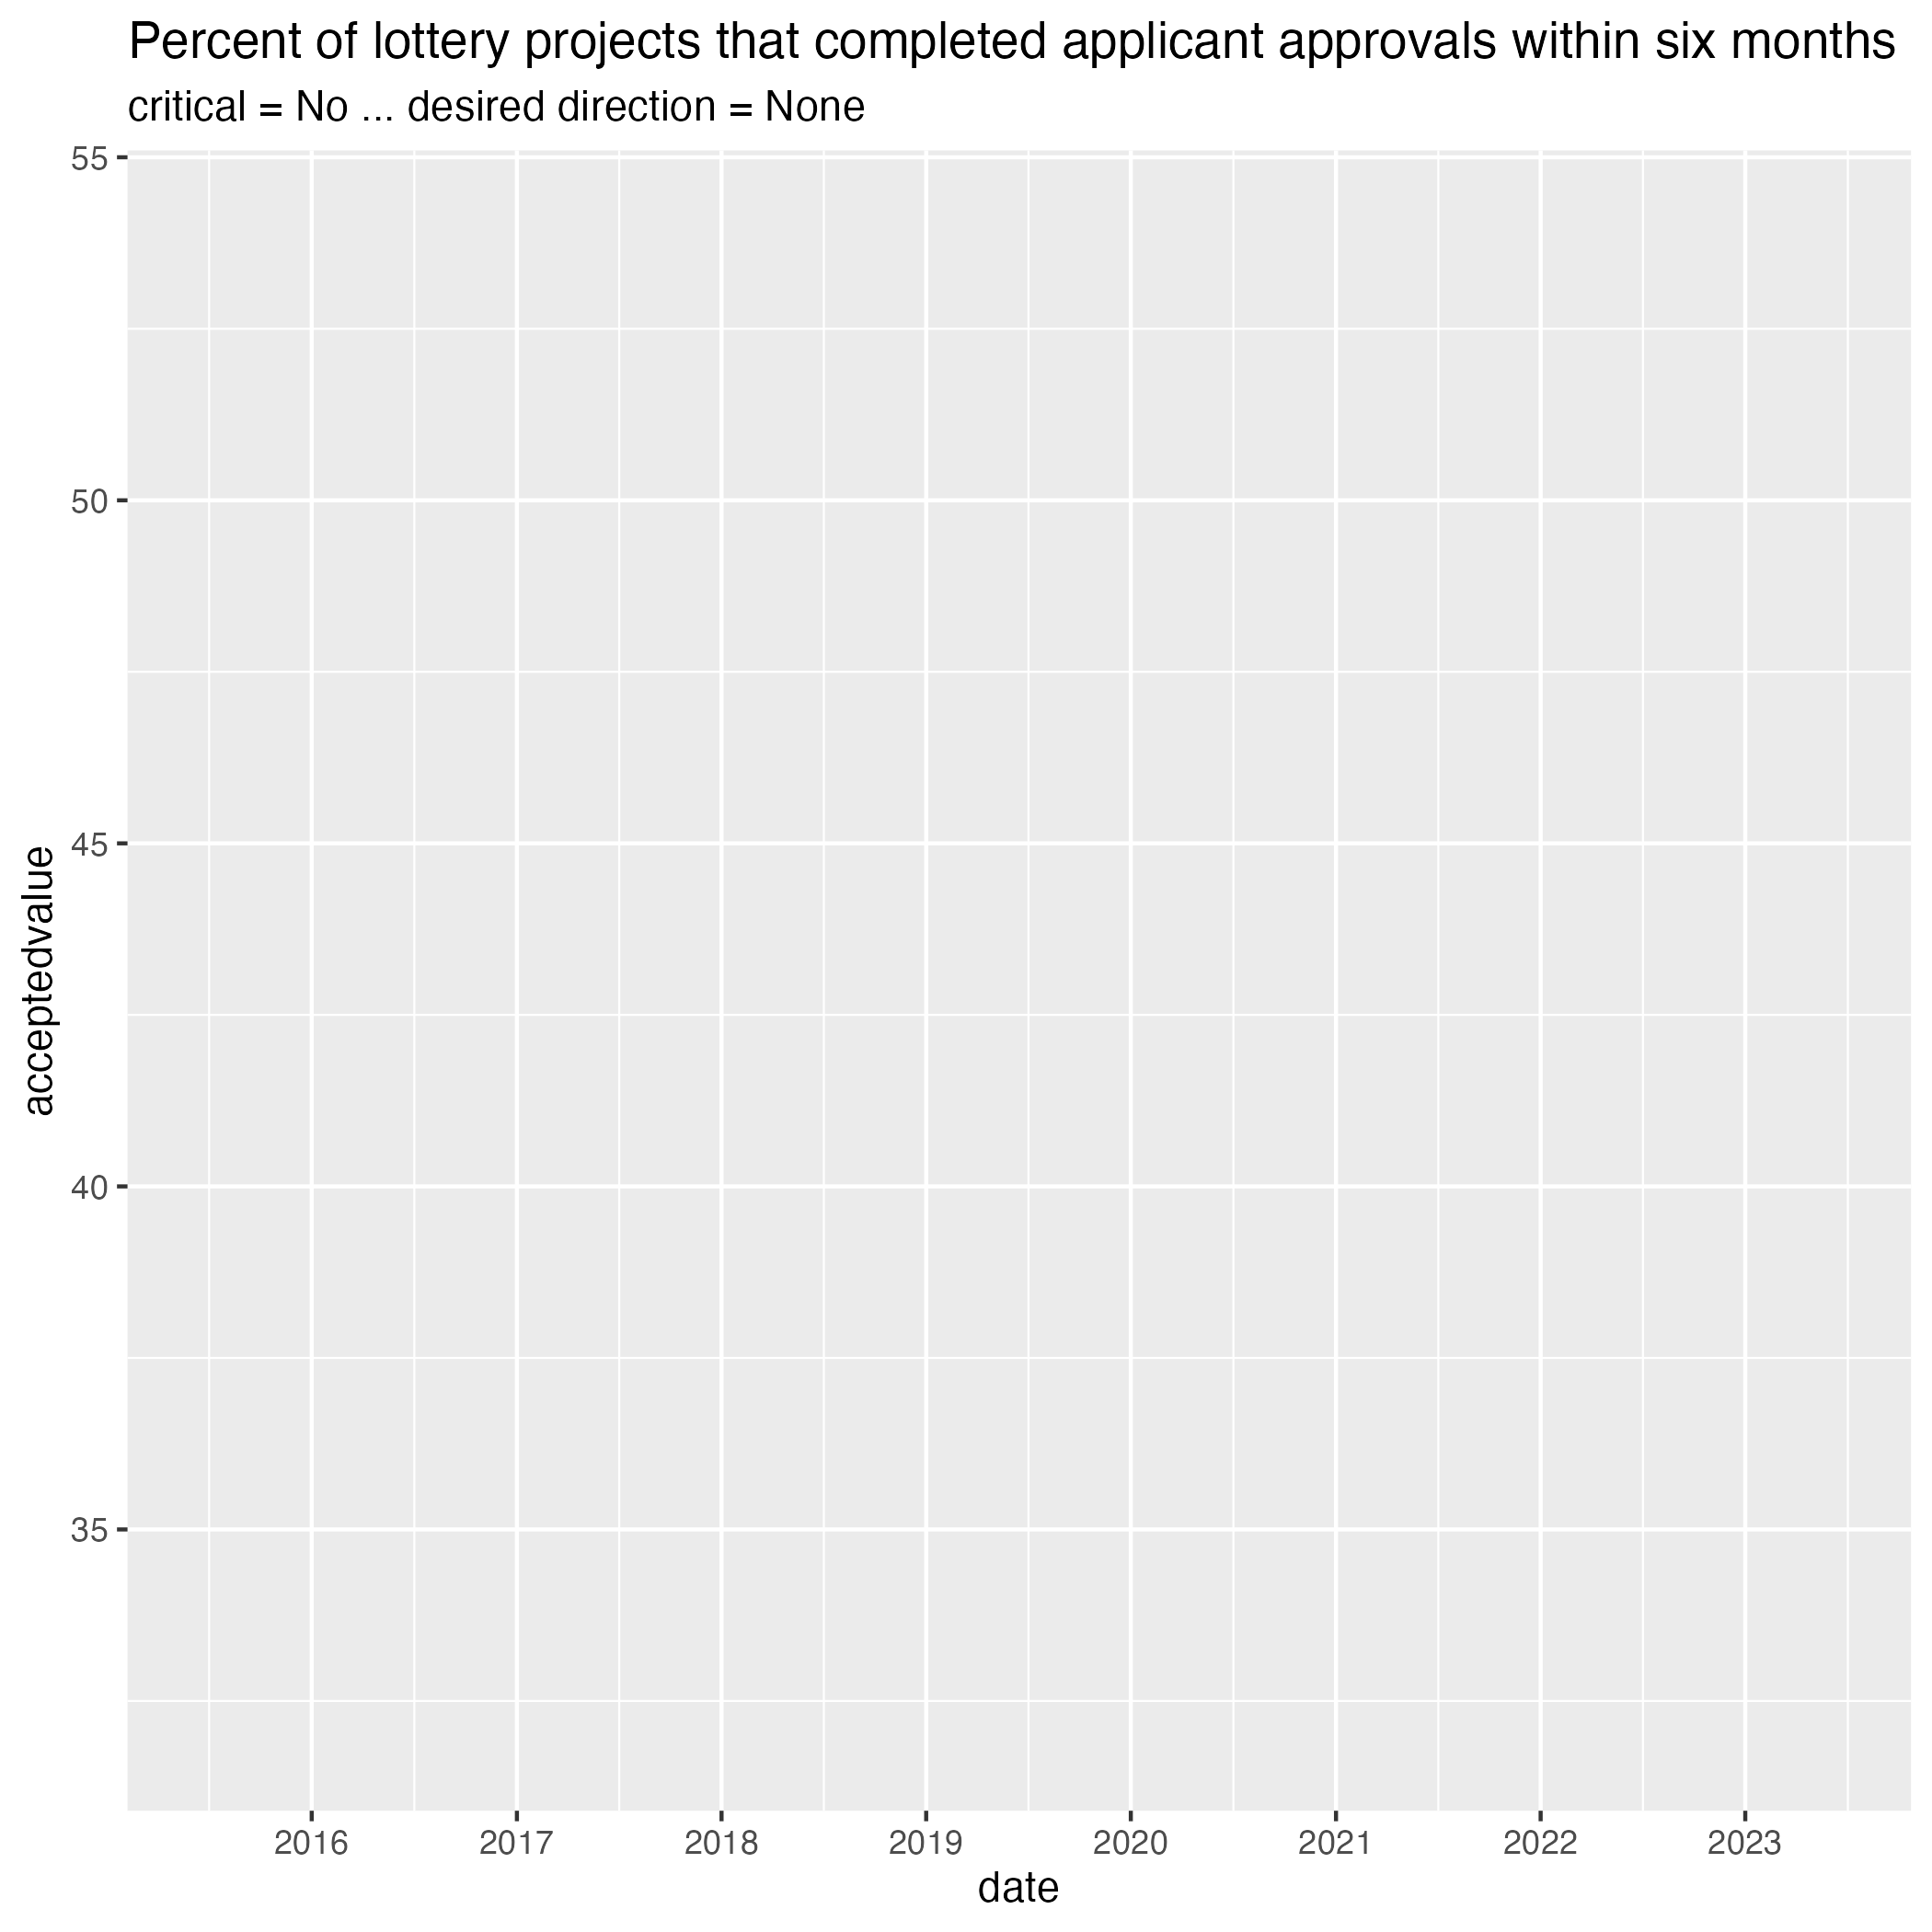 Percent of lottery projects that completed applicant approvals within six months
critical = No ... desired direction = None
55
50
45
40
35
acceptedvalue
2016 2017 2018 2019 2020 2021 2022 2023
date